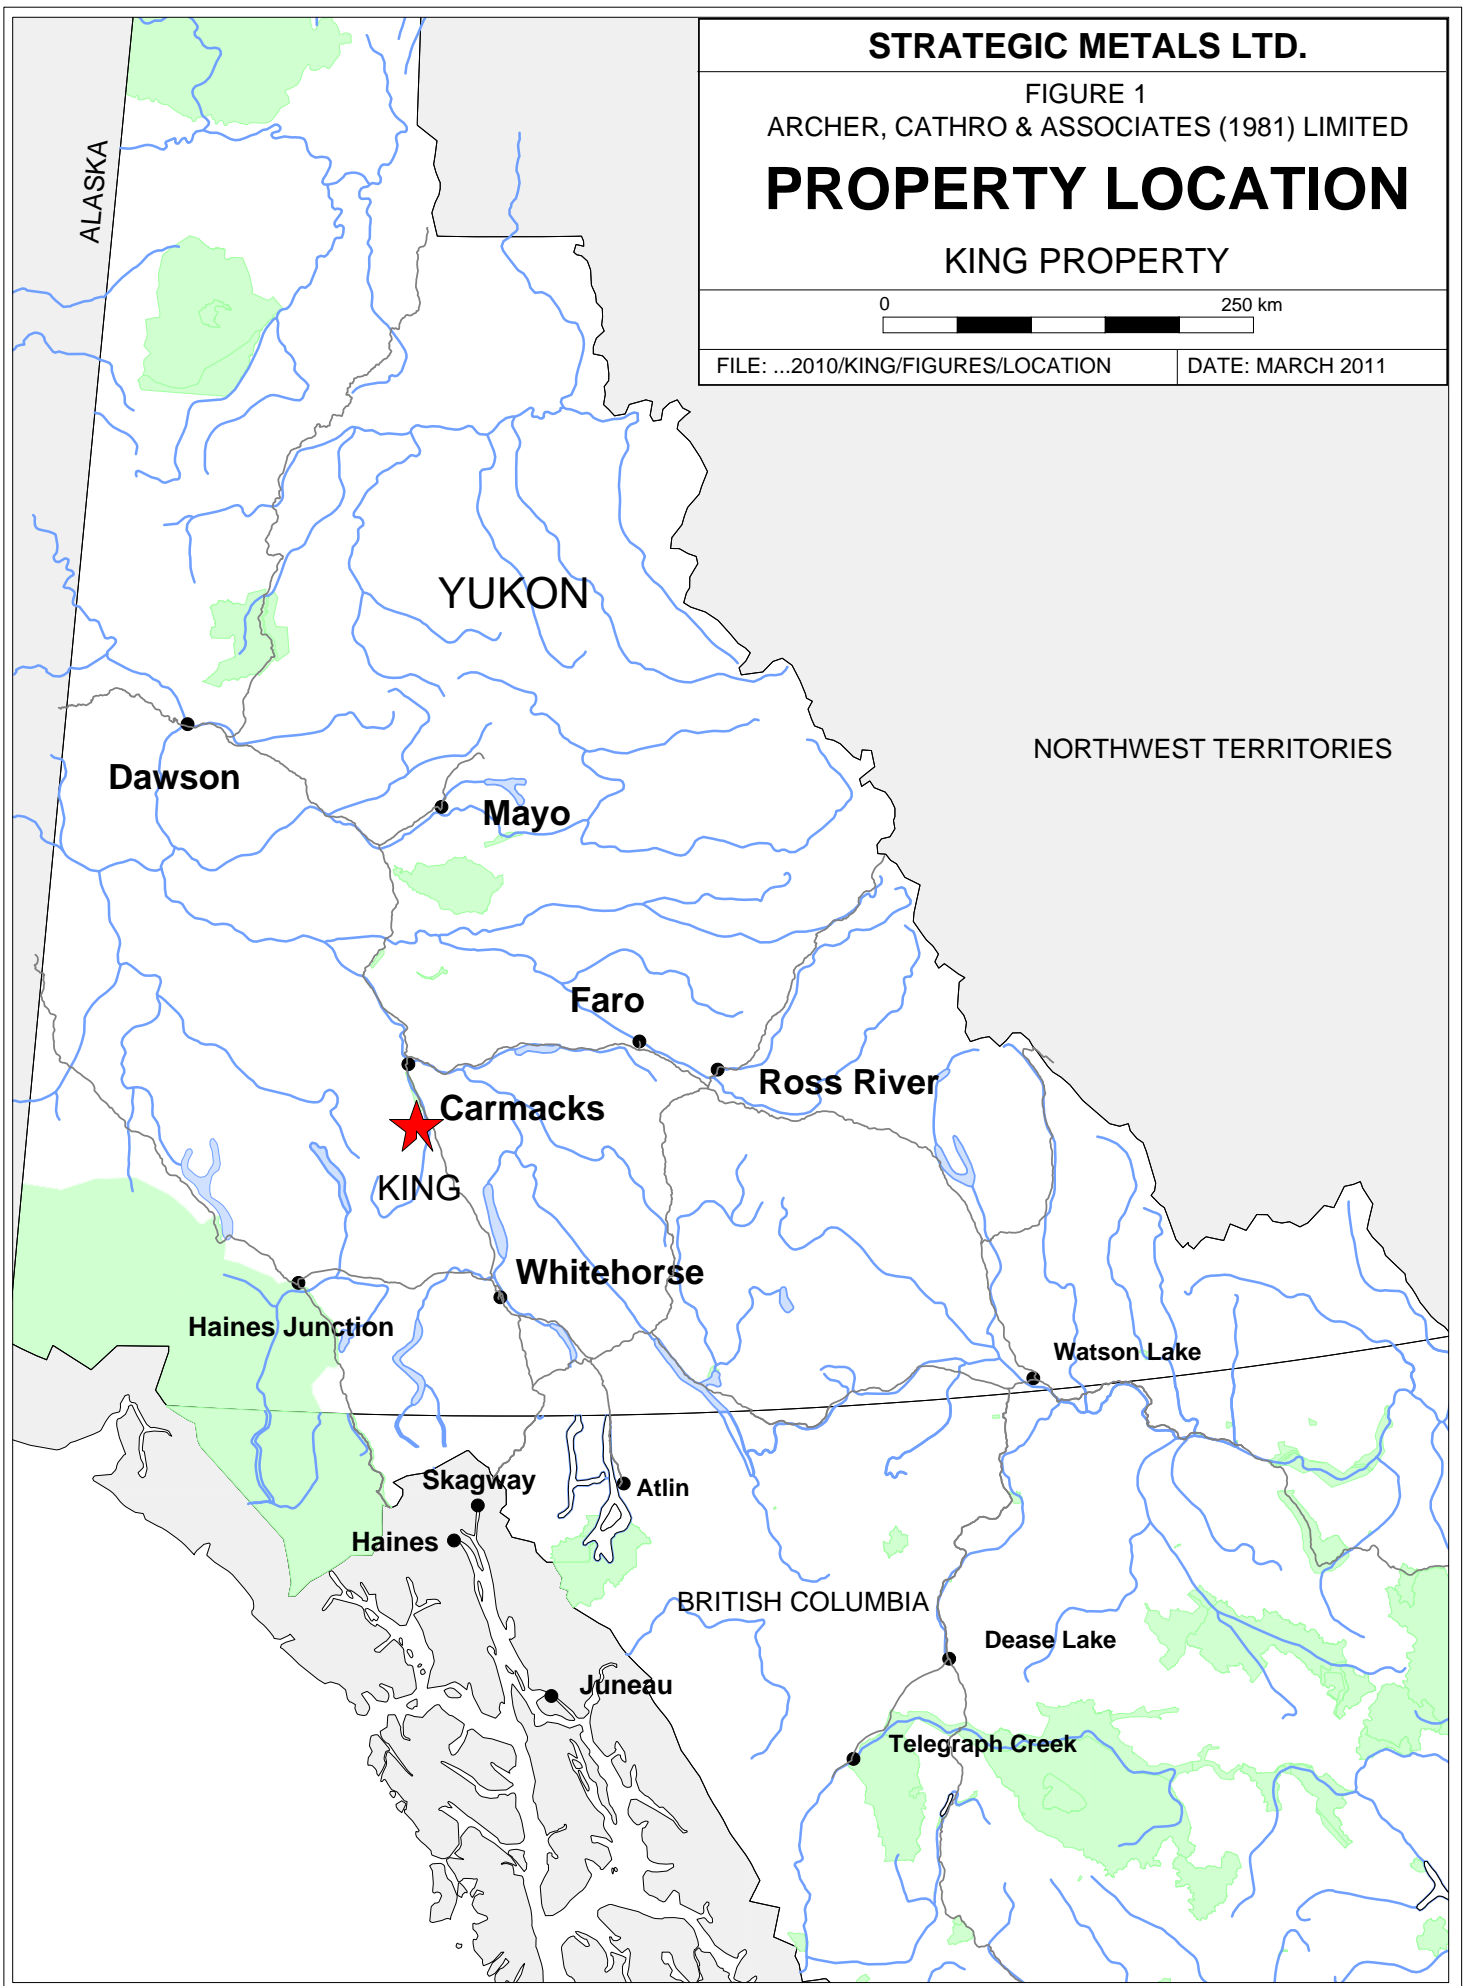 STRATEGIC METALS LTD.
FIGURE 1
ARCHER, CATHRO & ASSOCIATES (1981) LIMITED
PROPERTY LOCATION
KING PROPERTY
0 250 km
FILE: ...2010/KING/FIGURES/LOCATION DATE: MARCH 2011
ALASKA
YUKON
NORTHWEST TERRITORIES
Dawson
Mayo
Faro
Ross River
Carmacks
KING
Whitehorse
Haines Junction
Watson Lake
Skagway
Atlin
Haines
BRITISH COLUMBIA
Dease Lake
Juneau
Telegraph Creek